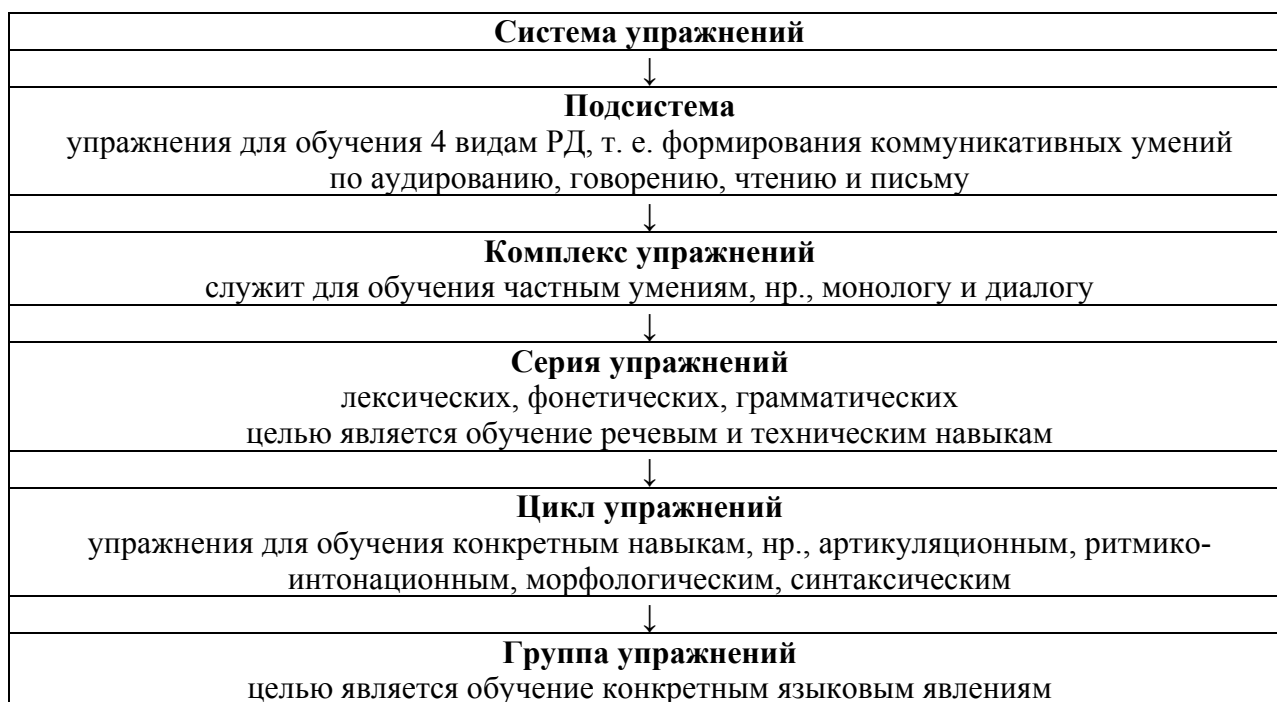 Система упражнений
↓
Подсистема
упражнения для обучения 4 видам РД, т. е. формирования коммуникативных умений
по аудированию, говорению, чтению и письму
↓
Комплекс упражнений
служит для обучения частным умениям, нр., монологу и диалогу
↓
Серия упражнений
лексических, фонетических, грамматических
целью является обучение речевым и техническим навыкам
↓
Цикл упражнений
упражнения для обучения конкретным навыкам, нр., артикуляционным, ритмико-
интонационным, морфологическим, синтаксическим
↓
Группа упражнений
целью является обучение конкретным языковым явлениям